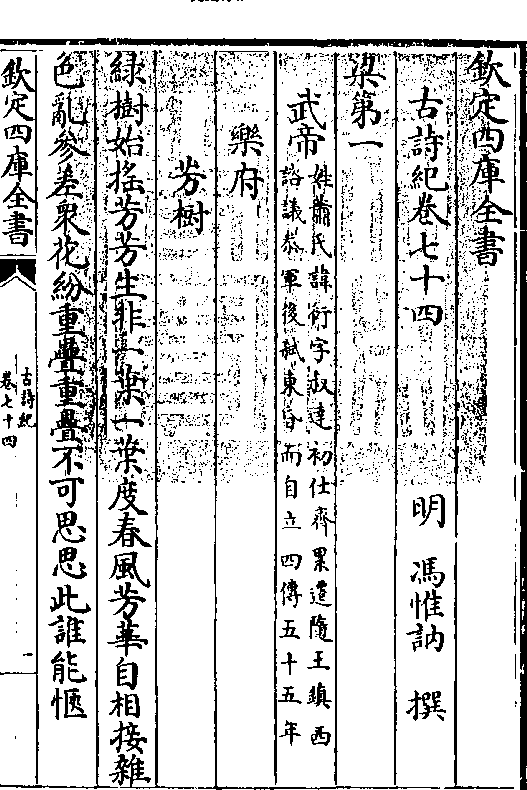 欽定四庫全書
古詩紀卷七十四
明 馮惟訥 撰
梁第一
武帝
姓蕭氏諱衍字叔達初仕齊累遷隨王鎮西
諮議叅軍後弑東昏而自立四傳五十五年
樂府
芳樹
緑樹始揺芳芳生非一葉一葉度春風芳華自相接雜
色亂參差衆花紛重疊重疊不可思思此誰能愜
欽定四庫全書
古詩紀
卷七十四
一